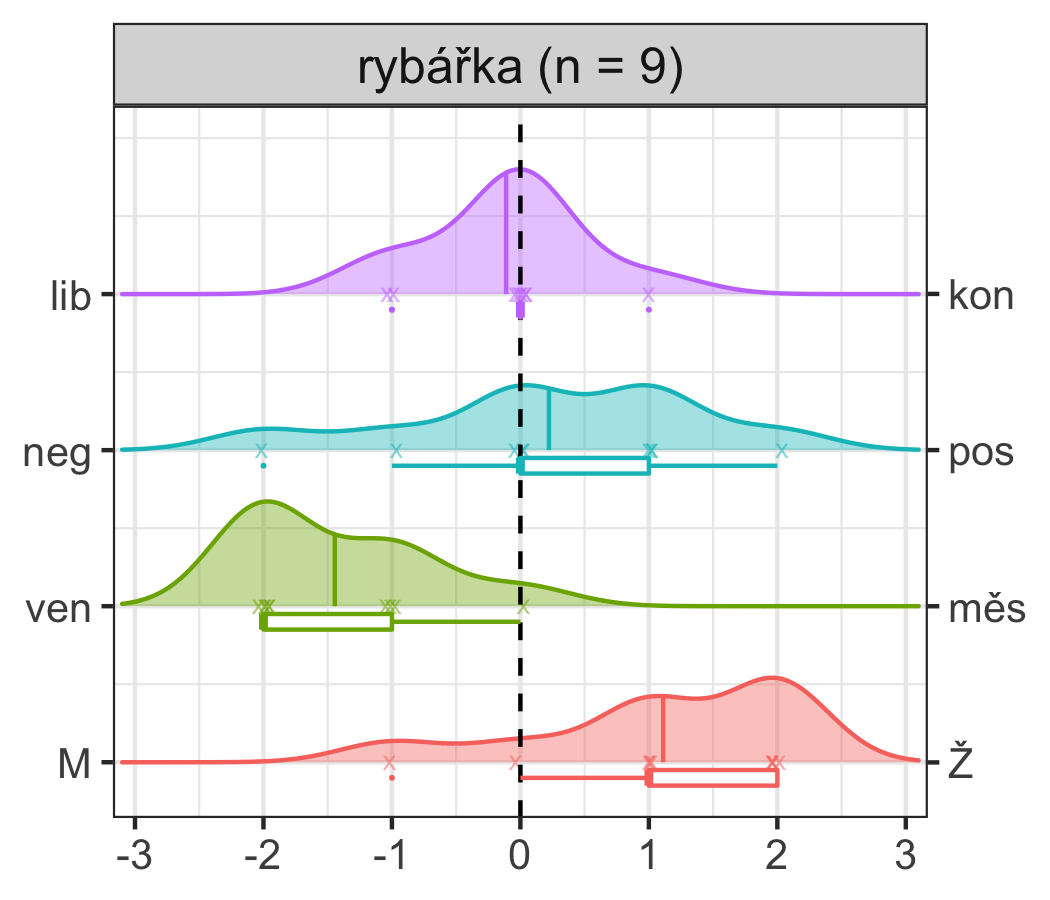 rybářka (n = 9)
lib kon
neg pos
ven měs
M Ž
-3 -2 -1 0 1 2 3